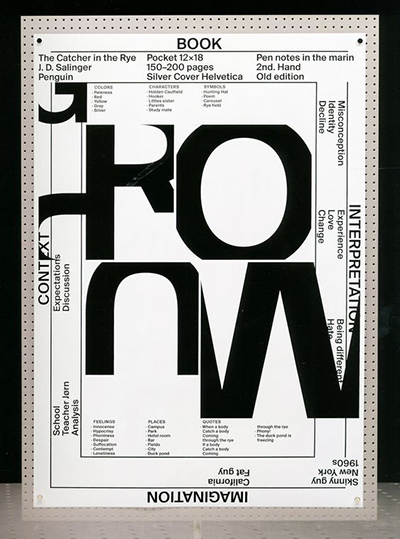 BOOK
The Catcher in the Rye
J. D. Salinger
Penguin
Pocket 12×18
150–200 pages
Silver Cover Helvetica
Pen notes in the marin
2nd. Hand
Old edition
COLORS
· Paleness
· Red
· Yellow
· Gray
· Silver
CHARACTERS
· Holden Caulfield
· Hooker
· Littles sister
· Parents
· Study mate
SYMBOLS
· Hunting Hat
· Poem
· Carousel
· Rye field
G
RO
nW
CONTEXT
Expectations
Discussion
School
Teacher Jern
Analysis
INTERPRETATION
Misconception
Identity
Decline
Experience
Love
Change
Being different
Hate
FEELINGS
· Innocense
· Hypocrisy
· Phoniness
· Despair
· Suffocation
· Contempt
· Loneliness
PLACES
· Campus
· Park
· Hotel room
· Bar
· Fields
· City
· Duck pond
QUOTES
· When a body
Catch a body
Coming
through the rye
If a body
Catch a body
Coming
through the rye
· Phony!
· The duck pond is
freezing
IMAGINATION
California
Fat guy
Skinny guy
New York
1960s